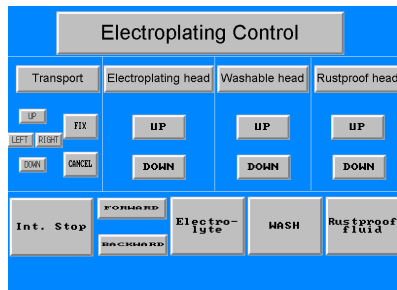 Electroplating Control
Transport
Electroplating head
Washable head
Rustproof head
UP
LEFT
RIGHT
DOWN
FIX
CANCEL
UP
DOWN
UP
DOWN
UP
DOWN
Int. Stop
FORWARD
BACKWARD
Electro-
lyte
WASH
Rustproof
fluid